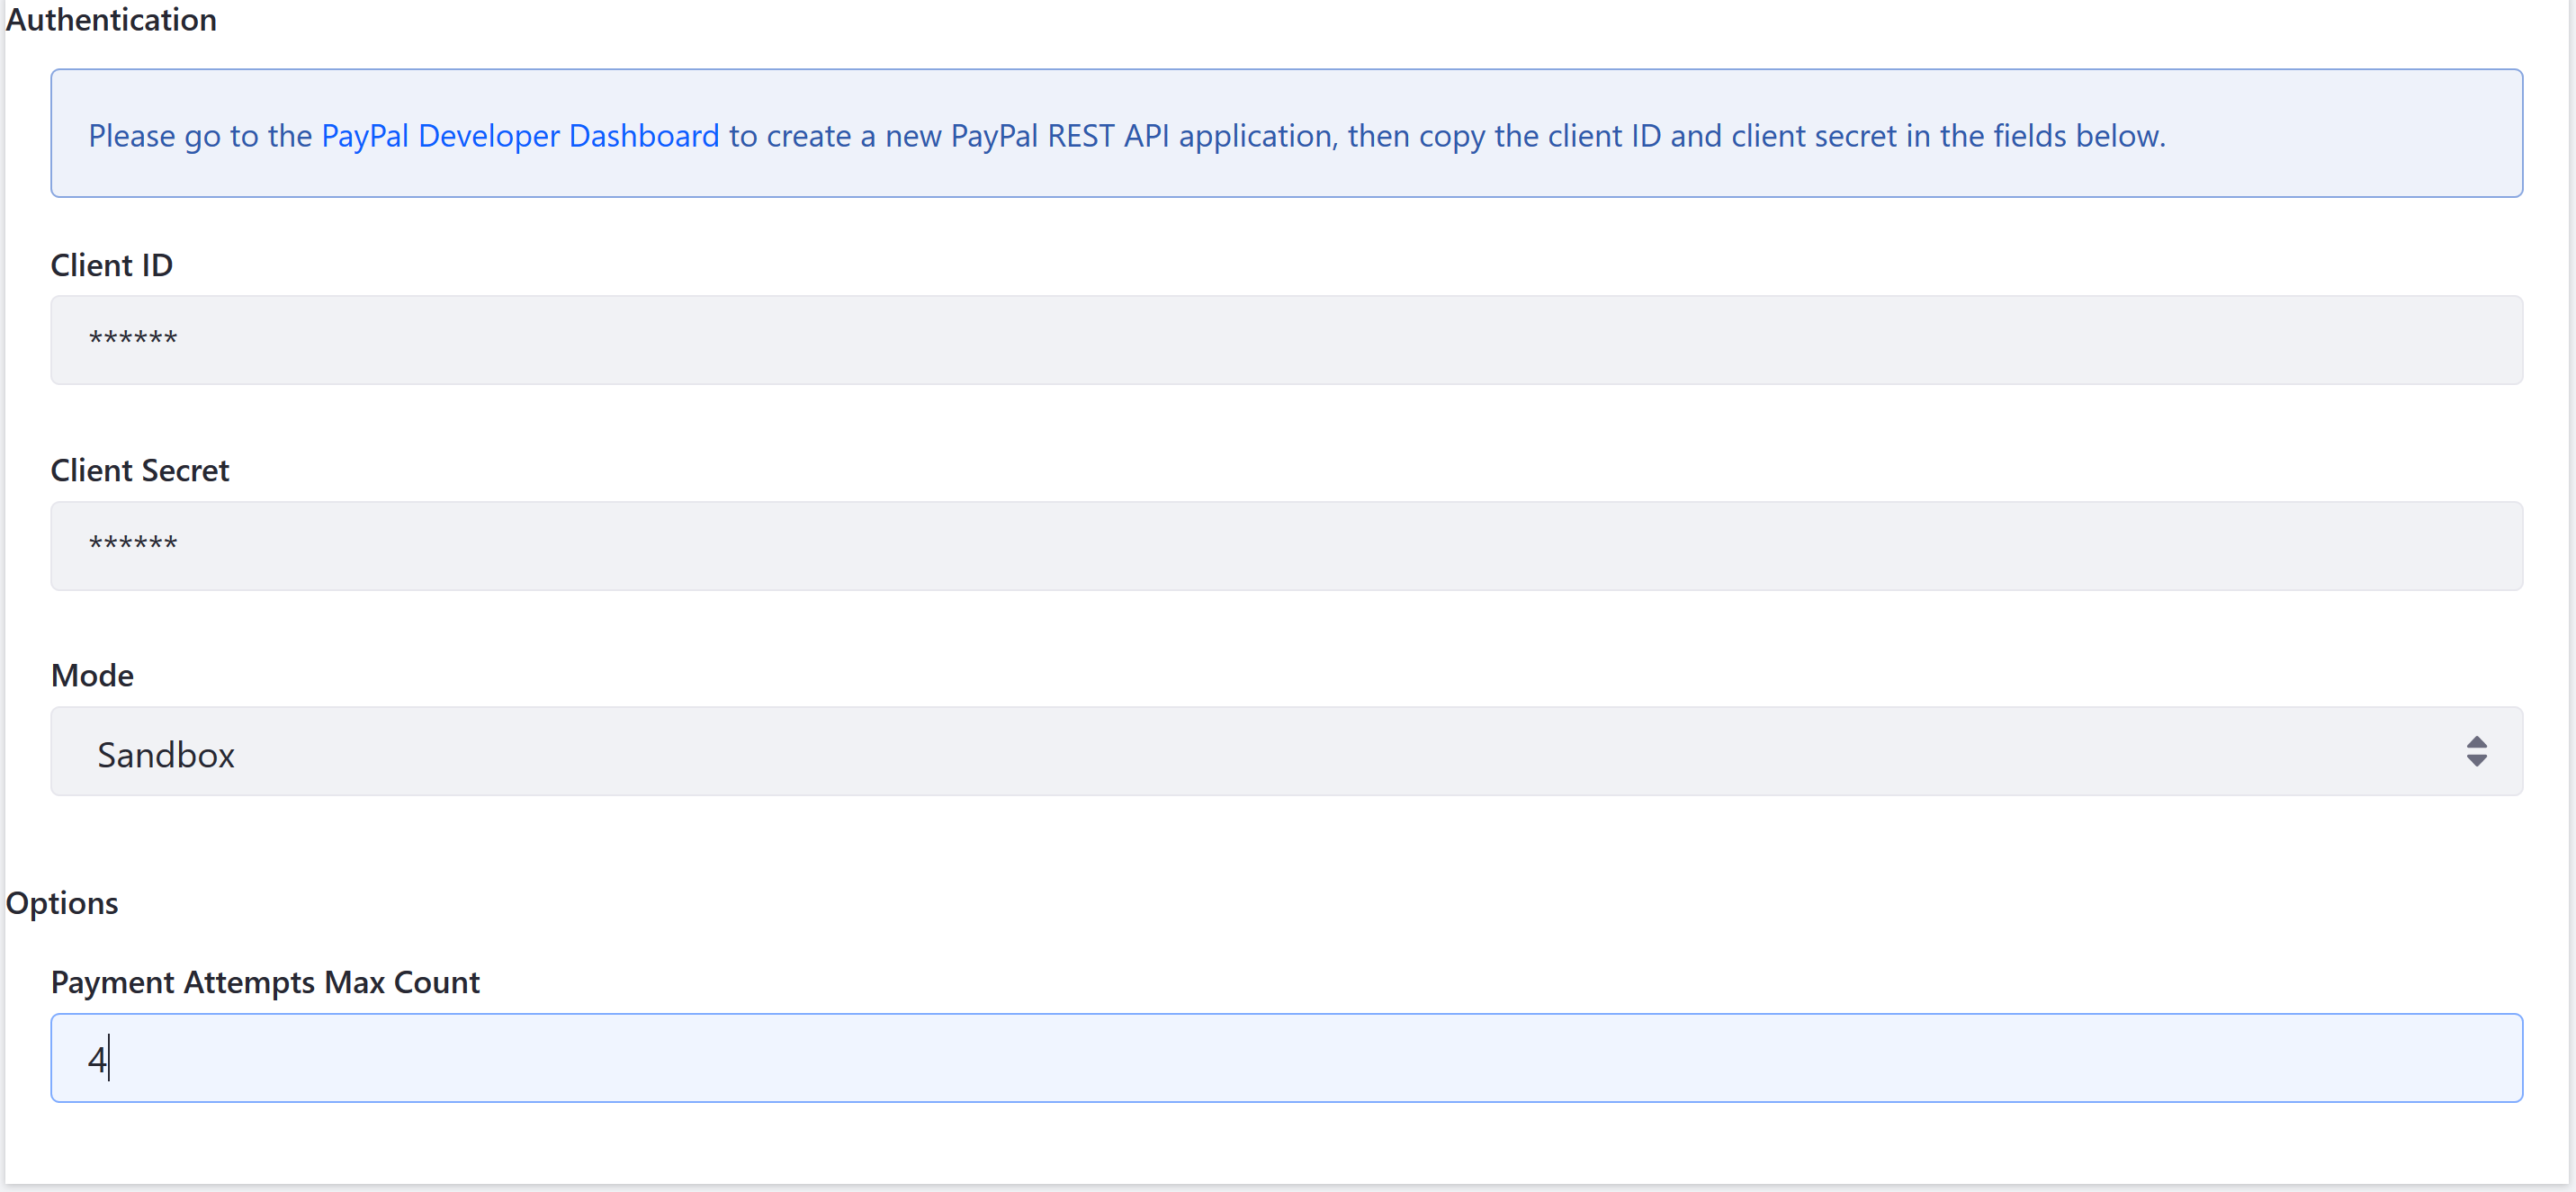 Authentication
Please go to the PayPal Developer Dashboard to create a new PayPal REST API application, then copy the client ID and client secret in the fields below.
Client ID
******
Client Secret
******
Mode
Sandbox
Options
Payment Attempts Max Count
4